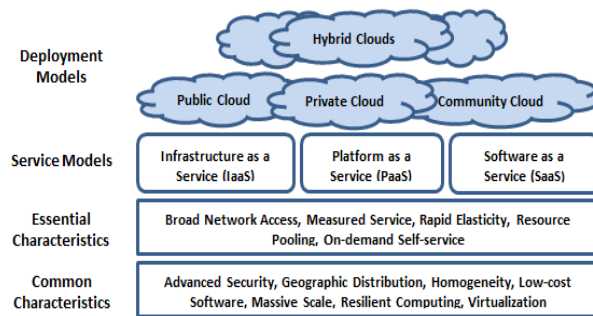 Deployment Models
Hybrid Clouds
Public Cloud
Private Cloud
Community Cloud
Service Models
Infrastructure as a
Service (IaaS)
Platform as a
Service (PaaS)
Software as a
Service (SaaS)
Essential
Characteristics
Broad Network Access, Measured Service, Rapid Elasticity, Resource
Pooling, On-demand Self-service
Common
Characteristics
Advanced Security, Geographic Distribution, Homogeneity, Low-cost
Software, Massive Scale, Resilient Computing, Virtualization